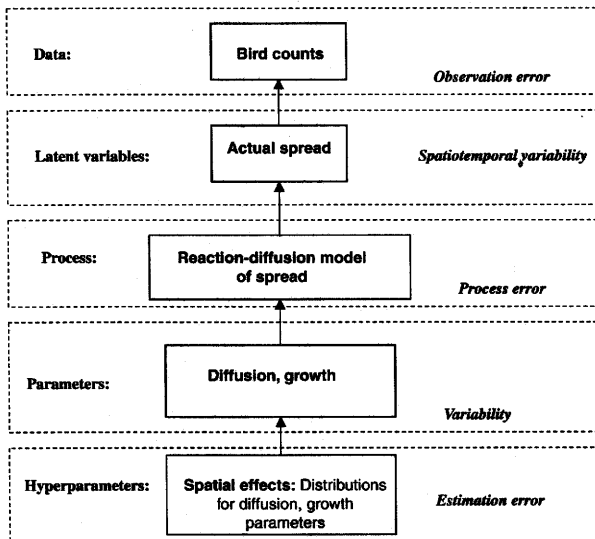 Data:
Bird counts
Observation error
Latent variables:
Actual spread
Spatiotemporal variability
Process:
Reaction-diffusion model
of spread
Process error
Parameters:
Diffusion, growth
Variability
Hyperparameters:
Spatial effects: Distributions
for diffusion, growth
parameters
Estimation error